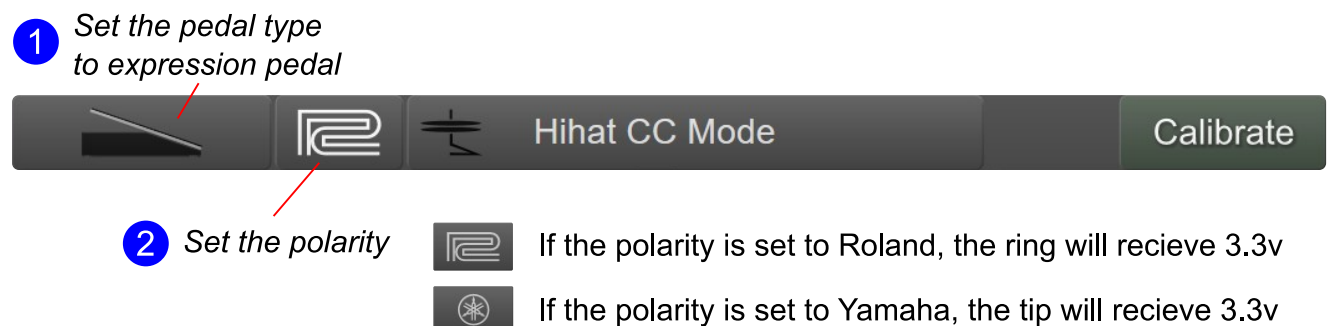 1 Set the pedal type
to expression pedal
Hihat CC Mode
Calibrate
2 Set the polarity
If the polarity is set to Roland, the ring will recieve 3.3v
If the polarity is set to Yamaha, the tip will recieve 3.3v